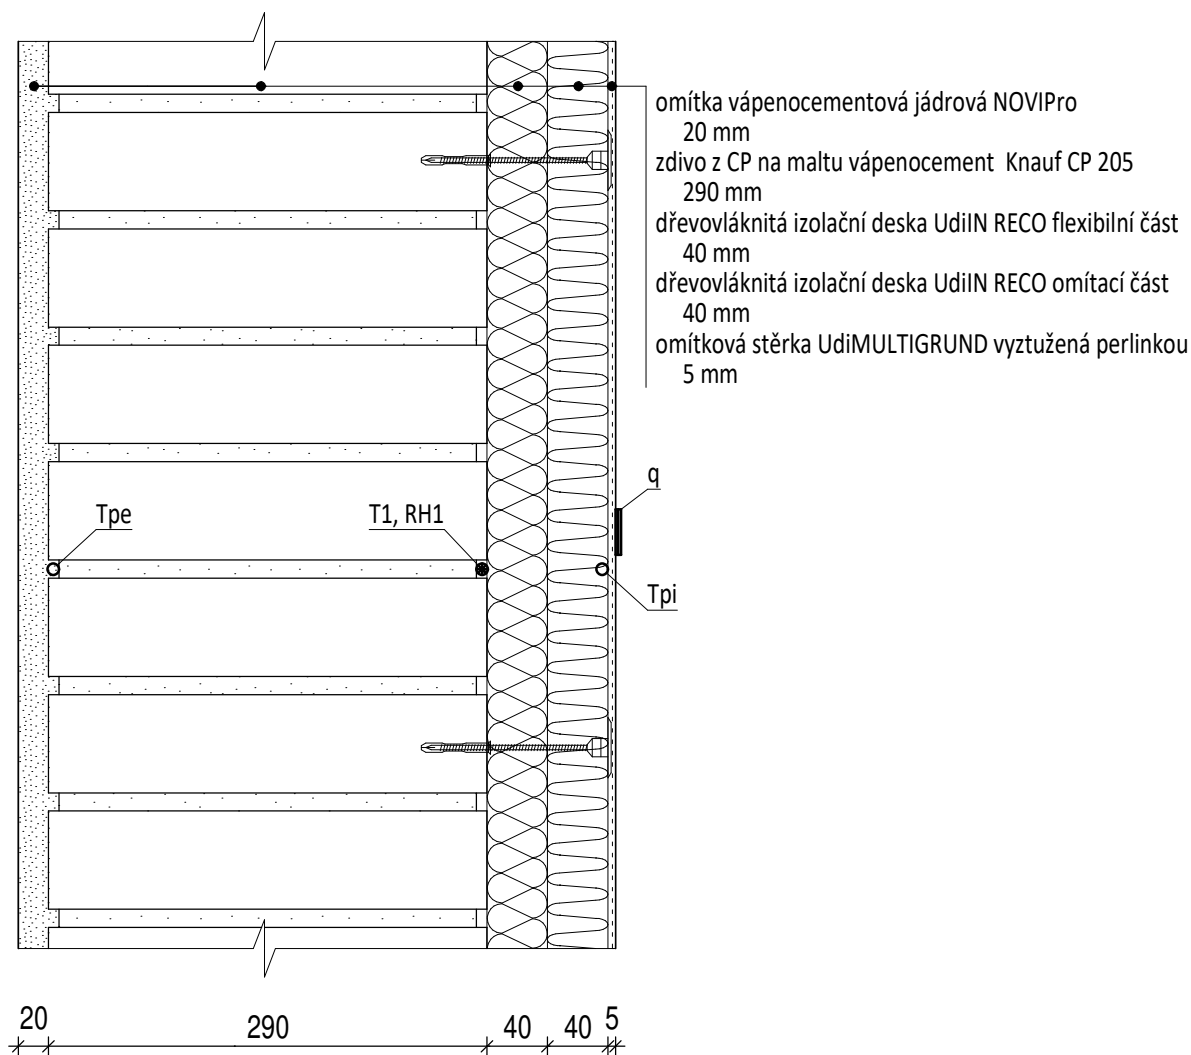 omítka vápenocementová jádrová NOVIPro
20 mm
zdivo z CP na maltu vápenocement Knauf CP 205
290 mm
dřevovláknitá izolační deska UdiIN RECO flexibilní část
40 mm
dřevovláknitá izolační deska UdiIN RECO omítací část
40 mm
omítková stěrka UdiMULTIGRUND vyztužená perlinkou
5 mm
q
Tpe
T1, RH1
Tpi
20 290 40 40 5